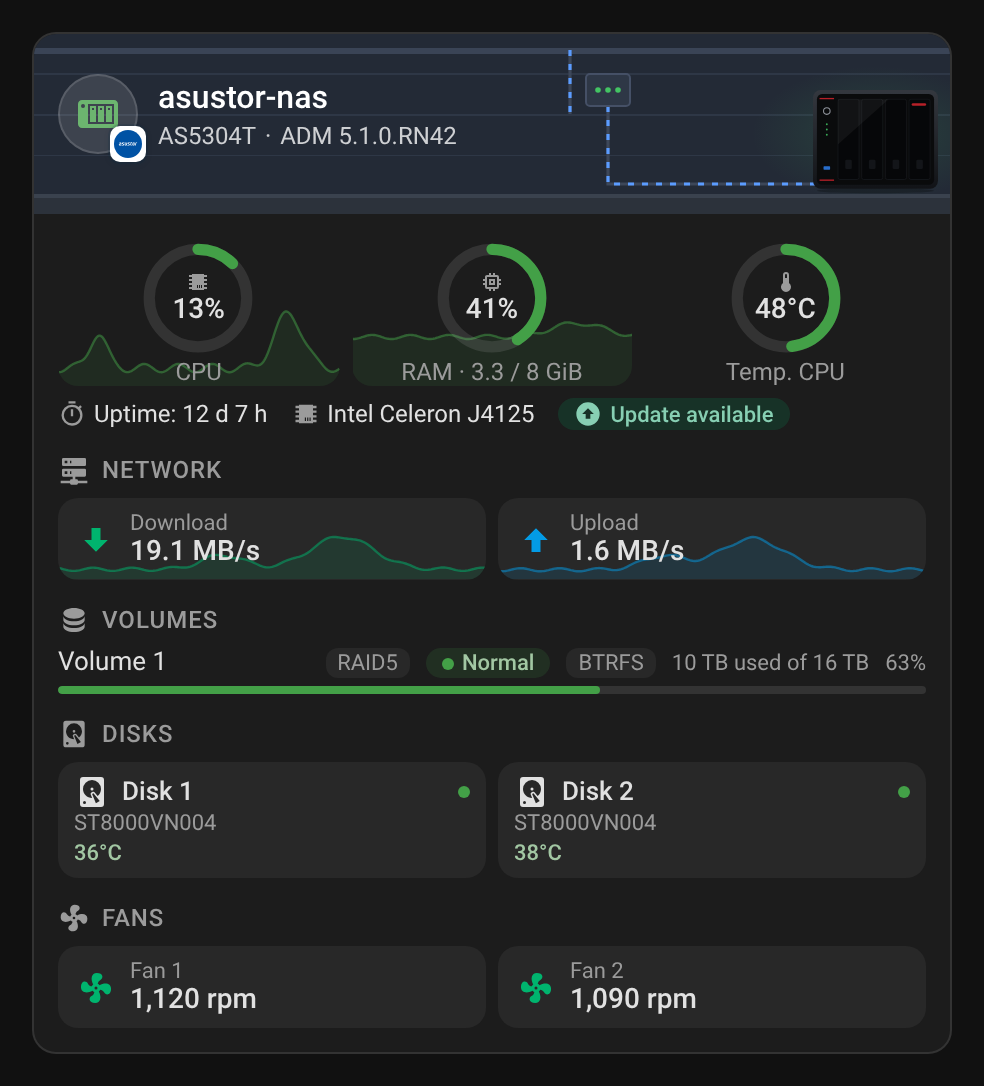 asustor-nas
AS5304T · ADM 5.1.0.RN42
asustor
13%
CPU
41%
RAM · 3.3 / 8 GiB
48°C
Temp. CPU
Uptime: 12 d 7 h
Intel Celeron J4125
Update available
NETWORK
Download
19.1 MB/s
Upload
1.6 MB/s
VOLUMES
Volume 1 RAID5 Normal BTRFS 10 TB used of 16 TB 63%
DISKS
Disk 1
ST8000VN004
36°C
Disk 2
ST8000VN004
38°C
FANS
Fan 1
1,120 rpm
Fan 2
1,090 rpm